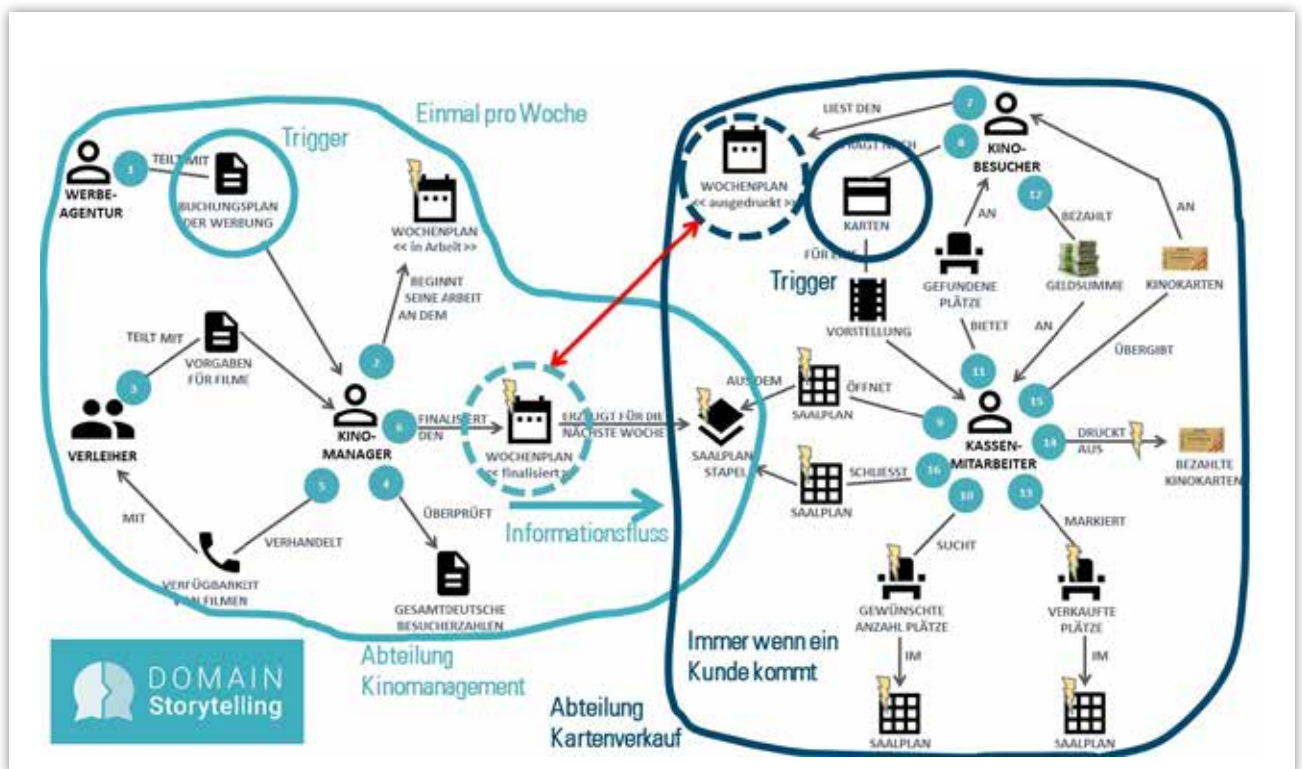 Einmal pro Woche
Trigger
1
TEILT MIT
WERBE-
AGENTUR
BUCHUNGSPLAN
DER WERBUNG
WOCHENPLAN
<< in Arbeit >>
BEGINNT
SEINE ARBEIT
AN DEM
2
TEILT MIT
3
VORGABEN
FÜR FILME
VERLEIHER
KINO-
MANAGER
6
FINALISIERT
DEN
WOCHENPLAN
<< finalisiert>>
ERZEUGT FÜR DIE
NÄCHSTE WOCHE
SAALPLAN
STAPEL
5
4
MIT
VERHANDELT
ÜBERPRÜFT
VERFÜGBARKEIT
VON FILMEN
GESAMTDEUTSCHE
BESUCHERZAHLEN
Informationsfluss
Abteilung
Kinomanagement
DOMAIN
Storytelling
LIEST DEN
7
8
FRAGT NACH
KINO-
BESUCHER
WOCHENPLAN
<< ausgedruckt >>
KARTEN
FÜR EINE
Trigger
VORSTELLUNG
AN
GEFUNDENE
PLÄTZE
BIETET
11
12
BEZAHLT
GELDSUMME
AN
AN
KINOKARTEN
ÜBERGIBT
15
AUS DEM
SAALPLAN
ÖFFNET
9
KASSEN-
MITARBEITER
14
DRUCKT
AUS
BEZAHLTE
KINOKARTEN
SCHLIESST
16
SAALPLAN
10
13
SUCHT
MARKIERT
GEWÜNSCHTE
ANZAHL PLÄTZE
VERKAUFTE
PLÄTZE
IM
IM
SAALPLAN
SAALPLAN
Immer wenn ein
Kunde kommt
Abteilung
Kartenverkauf